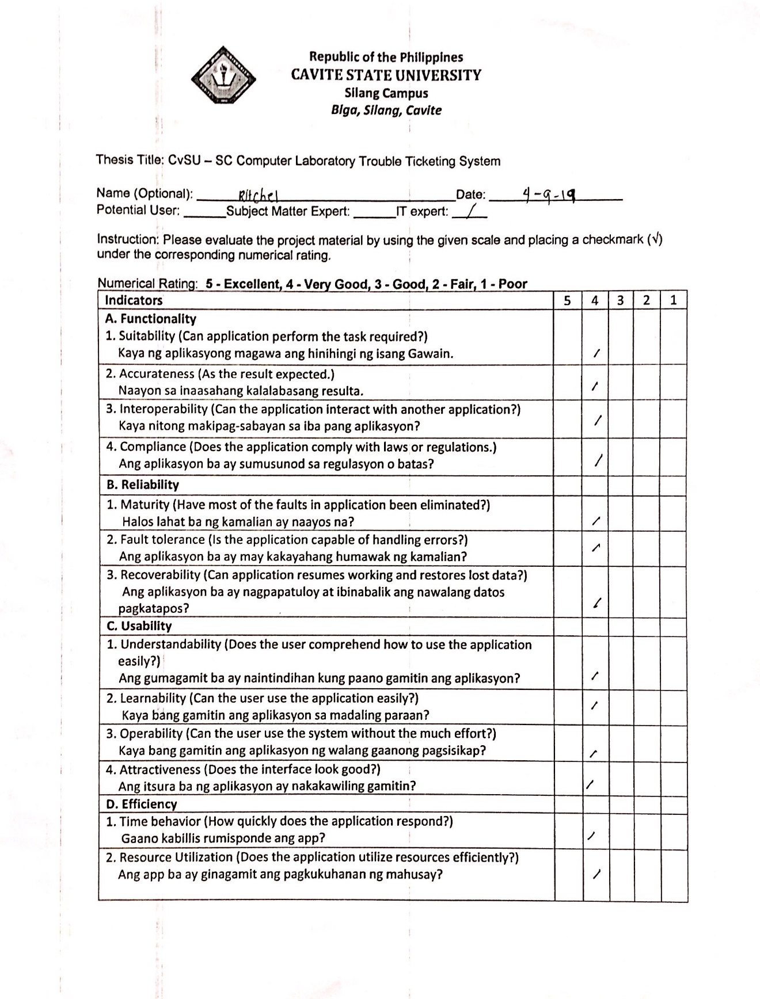 Republic of the Philippines
CAVITE STATE UNIVERSITY
Silang Campus
Biga, Silang, Cavite
Thesis Title: CvSU – SC Computer Laboratory Trouble Ticketing System
Name (Optional): Ritchel Date: 4-9-19
Potential User: ______Subject Matter Expert: ______IT expert: /
Instruction: Please evaluate the project material by using the given scale and placing a checkmark (√)
under the corresponding numerical rating.
Numerical Rating: 5 - Excellent, 4 - Very Good, 3 - Good, 2 - Fair, 1 - Poor
Indicators 5 4 3 2 1
A. Functionality
1. Suitability (Can application perform the task required?)
Kaya ng aplikasyong magawa ang hinihingi ng isang Gawain. /
2. Accurateness (As the result expected.)
Naayon sa inaasahang kalalabasang resulta. /
3. Interoperability (Can the application interact with another application?)
Kaya nitong makipag-sabayan sa iba pang aplikasyon? /
4. Compliance (Does the application comply with laws or regulations.)
Ang aplikasyon ba ay sumusunod sa regulasyon o batas? /
B. Reliability
1. Maturity (Have most of the faults in application been eliminated?)
Halos lahat ba ng kamalian ay naayos na? /
2. Fault tolerance (Is the application capable of handling errors?)
Ang aplikasyon ba ay may kakayahang humawak ng kamalian? /
3. Recoverability (Can application resumes working and restores lost data?)
Ang aplikasyon ba ay nagpapatuloy at ibinabalik ang nawalang datos
pagkatapos? /
C. Usability
1. Understandability (Does the user comprehend how to use the application
easily?)
Ang gumagamit ba ay naintindihan kung paano gamitin ang aplikasyon? /
2. Learnability (Can the user use the application easily?)
Kaya bang gamitin ang aplikasyon sa madaling paraan? /
3. Operability (Can the user use the system without the much effort?)
Kaya bang gamitin ang aplikasyon ng walang gaanong pagsisikap? /
4. Attractiveness (Does the interface look good?)
Ang itsura ba ng aplikasyon ay nakakawiling gamitin? /
D. Efficiency
1. Time behavior (How quickly does the application respond?)
Gaano kabillis rumisponde ang app? /
2. Resource Utilization (Does the application utilize resources efficiently?)
Ang app ba ay ginagamit ang pagkukuhanan ng mahusay? /